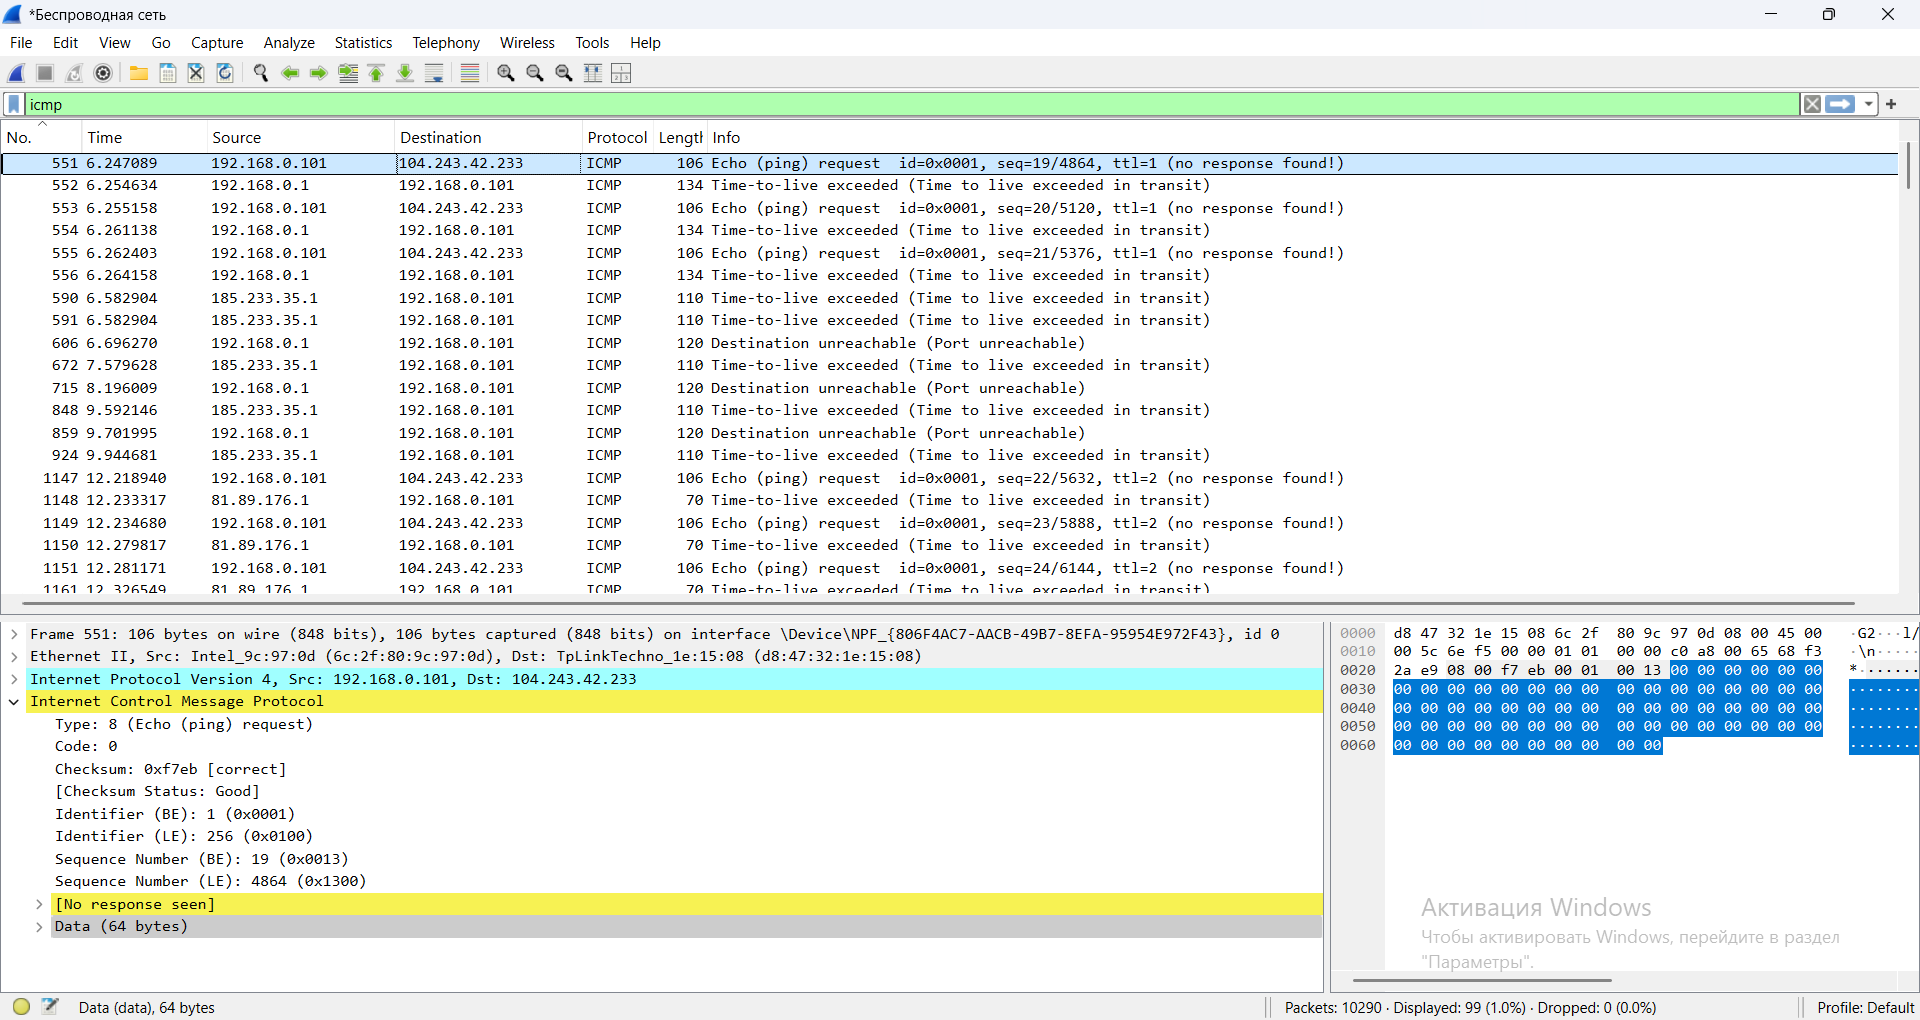 *Беспроводная сеть
File Edit View Go Capture Analyze Statistics Telephony Wireless Tools Help
icmp
No. Time Source Destination Protocol Lengtl Info
551 6.247089 192.168.0.101 104.243.42.233 ICMP 106 Echo (ping) request id=0x0001, seq=19/4864, ttl=1 (no response found!)
552 6.254634 192.168.0.1 192.168.0.101 ICMP 134 Time-to-live exceeded (Time to live exceeded in transit)
553 6.255158 192.168.0.101 104.243.42.233 ICMP 106 Echo (ping) request id=0x0001, seq=20/5120, ttl=1 (no response found!)
554 6.261138 192.168.0.1 192.168.0.101 ICMP 134 Time-to-live exceeded (Time to live exceeded in transit)
555 6.262403 192.168.0.101 104.243.42.233 ICMP 106 Echo (ping) request id=0x0001, seq=21/5376, ttl=1 (no response found!)
556 6.264158 192.168.0.1 192.168.0.101 ICMP 134 Time-to-live exceeded (Time to live exceeded in transit)
590 6.582904 185.233.35.1 192.168.0.101 ICMP 110 Time-to-live exceeded (Time to live exceeded in transit)
591 6.582904 185.233.35.1 192.168.0.101 ICMP 110 Time-to-live exceeded (Time to live exceeded in transit)
606 6.696270 192.168.0.1 192.168.0.101 ICMP 120 Destination unreachable (Port unreachable)
672 7.579628 185.233.35.1 192.168.0.101 ICMP 110 Time-to-live exceeded (Time to live exceeded in transit)
715 8.196009 192.168.0.1 192.168.0.101 ICMP 120 Destination unreachable (Port unreachable)
848 9.592146 185.233.35.1 192.168.0.101 ICMP 110 Time-to-live exceeded (Time to live exceeded in transit)
859 9.701995 192.168.0.1 192.168.0.101 ICMP 120 Destination unreachable (Port unreachable)
924 9.944681 185.233.35.1 192.168.0.101 ICMP 110 Time-to-live exceeded (Time to live exceeded in transit)
1147 12.218940 192.168.0.101 104.243.42.233 ICMP 106 Echo (ping) request id=0x0001, seq=22/5632, ttl=2 (no response found!)
1148 12.233317 81.89.176.1 192.168.0.101 ICMP 70 Time-to-live exceeded (Time to live exceeded in transit)
1149 12.234680 192.168.0.101 104.243.42.233 ICMP 106 Echo (ping) request id=0x0001, seq=23/5888, ttl=2 (no response found!)
1150 12.279817 81.89.176.1 192.168.0.101 ICMP 70 Time-to-live exceeded (Time to live exceeded in transit)
1151 12.281171 192.168.0.101 104.243.42.233 ICMP 106 Echo (ping) request id=0x0001, seq=24/6144, ttl=2 (no response found!)
1161 12.326549 81.89.176.1 192.168.0.101 ICMP 70 Time-to-live exceeded (Time to live exceeded in transit)
Frame 551: 106 bytes on wire (848 bits), 106 bytes captured (848 bits) on interface \Device\NPF_{806F4AC7-AACB-49B7-8EFA-95954E972F43}, id 0
Ethernet II, Src: Intel_9c:97:0d (6c:2f:80:9c:97:0d), Dst: TpLinkTechno_1e:15:08 (d8:47:32:1e:15:08)
Internet Protocol Version 4, Src: 192.168.0.101, Dst: 104.243.42.233
Internet Control Message Protocol
Type: 8 (Echo (ping) request)
Code: 0
Checksum: 0xf7eb [correct]
[Checksum Status: Good]
Identifier (BE): 1 (0x0001)
Identifier (LE): 256 (0x0100)
Sequence Number (BE): 19 (0x0013)
Sequence Number (LE): 4864 (0x1300)
[No response seen]
Data (64 bytes)
0000 d8 47 32 1e 15 08 6c 2f 80 9c 97 0d 08 00 45 00 ·G2···l/
0010 00 5c 6e f5 00 00 01 01 00 00 c0 a8 00 65 68 f3 ·\n·····
0020 2a e9 08 00 f7 eb 00 01 00 13 00 00 00 00 00 00 *·······
0030 00 00 00 00 00 00 00 00 00 00 00 00 00 00 00 00 ········
0040 00 00 00 00 00 00 00 00 00 00 00 00 00 00 00 00 ········
0050 00 00 00 00 00 00 00 00 00 00 00 00 00 00 00 00 ········
0060 00 00 00 00 00 00 00 00 00 00 ········
Активация Windows
Чтобы активировать Windows, перейдите в раздел
"Параметры".
Data (data), 64 bytes
Packets: 10290 · Displayed: 99 (1.0%) · Dropped: 0 (0.0%)
Profile: Default